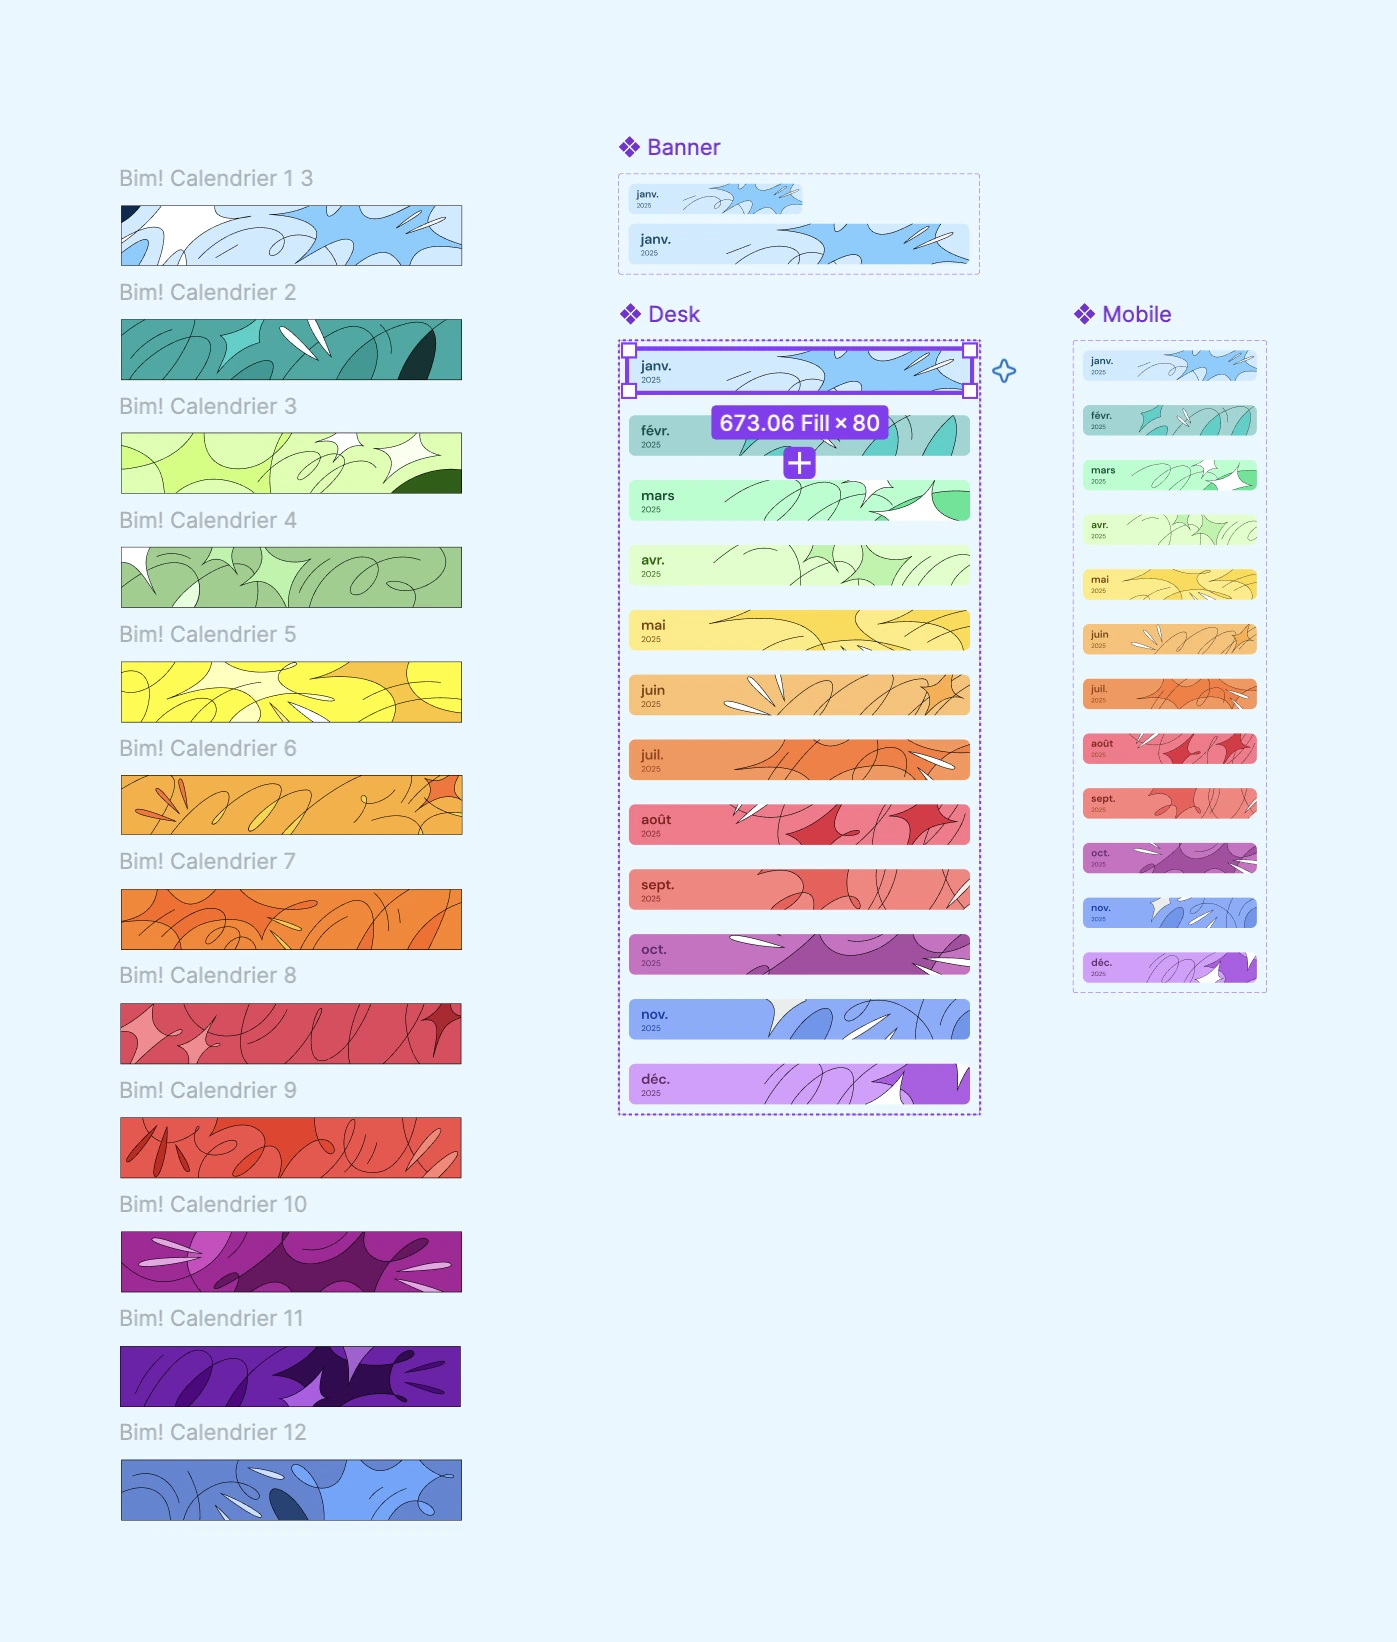 Bim! Calendrier 1 3
Bim! Calendrier 2
Bim! Calendrier 3
Bim! Calendrier 4
Bim! Calendrier 5
Bim! Calendrier 6
Bim! Calendrier 7
Bim! Calendrier 8
Bim! Calendrier 9
Bim! Calendrier 10
Bim! Calendrier 11
Bim! Calendrier 12
Banner
janv.
2025
janv.
2025
Desk
janv.
2025
673.06 Fill × 80
févr.
2025
mars
2025
avr.
2025
mai
2025
juin
2025
juil.
2025
août
2025
sept.
2025
oct.
2025
nov.
2025
déc.
2025
Mobile
janv.
2025
févr.
2025
mars
2025
avr.
2025
mai
2025
juin
2025
juil.
2025
août
2025
sept.
2025
oct.
2025
nov.
2025
déc.
2025